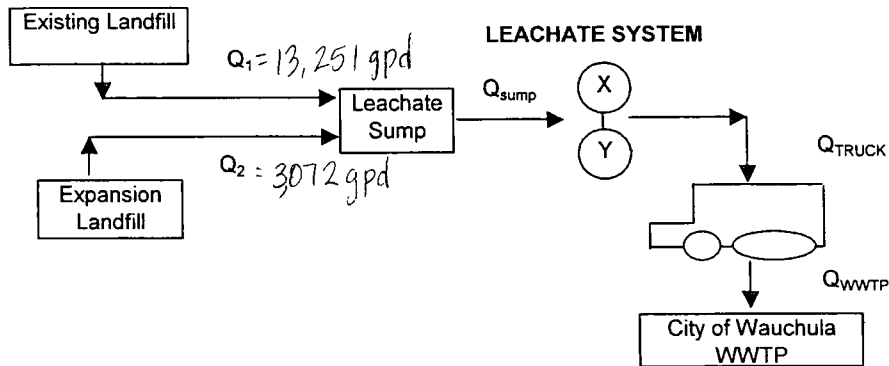 Existing Landfill
LEACHATE SYSTEM
Q1 = 13,251 gpd
Leachate
Sump
Qsump
X
Y
QTRUCK
Q2 = 3072 gpd
Expansion
Landfill
QWWTP
City of Wauchula
WWTP